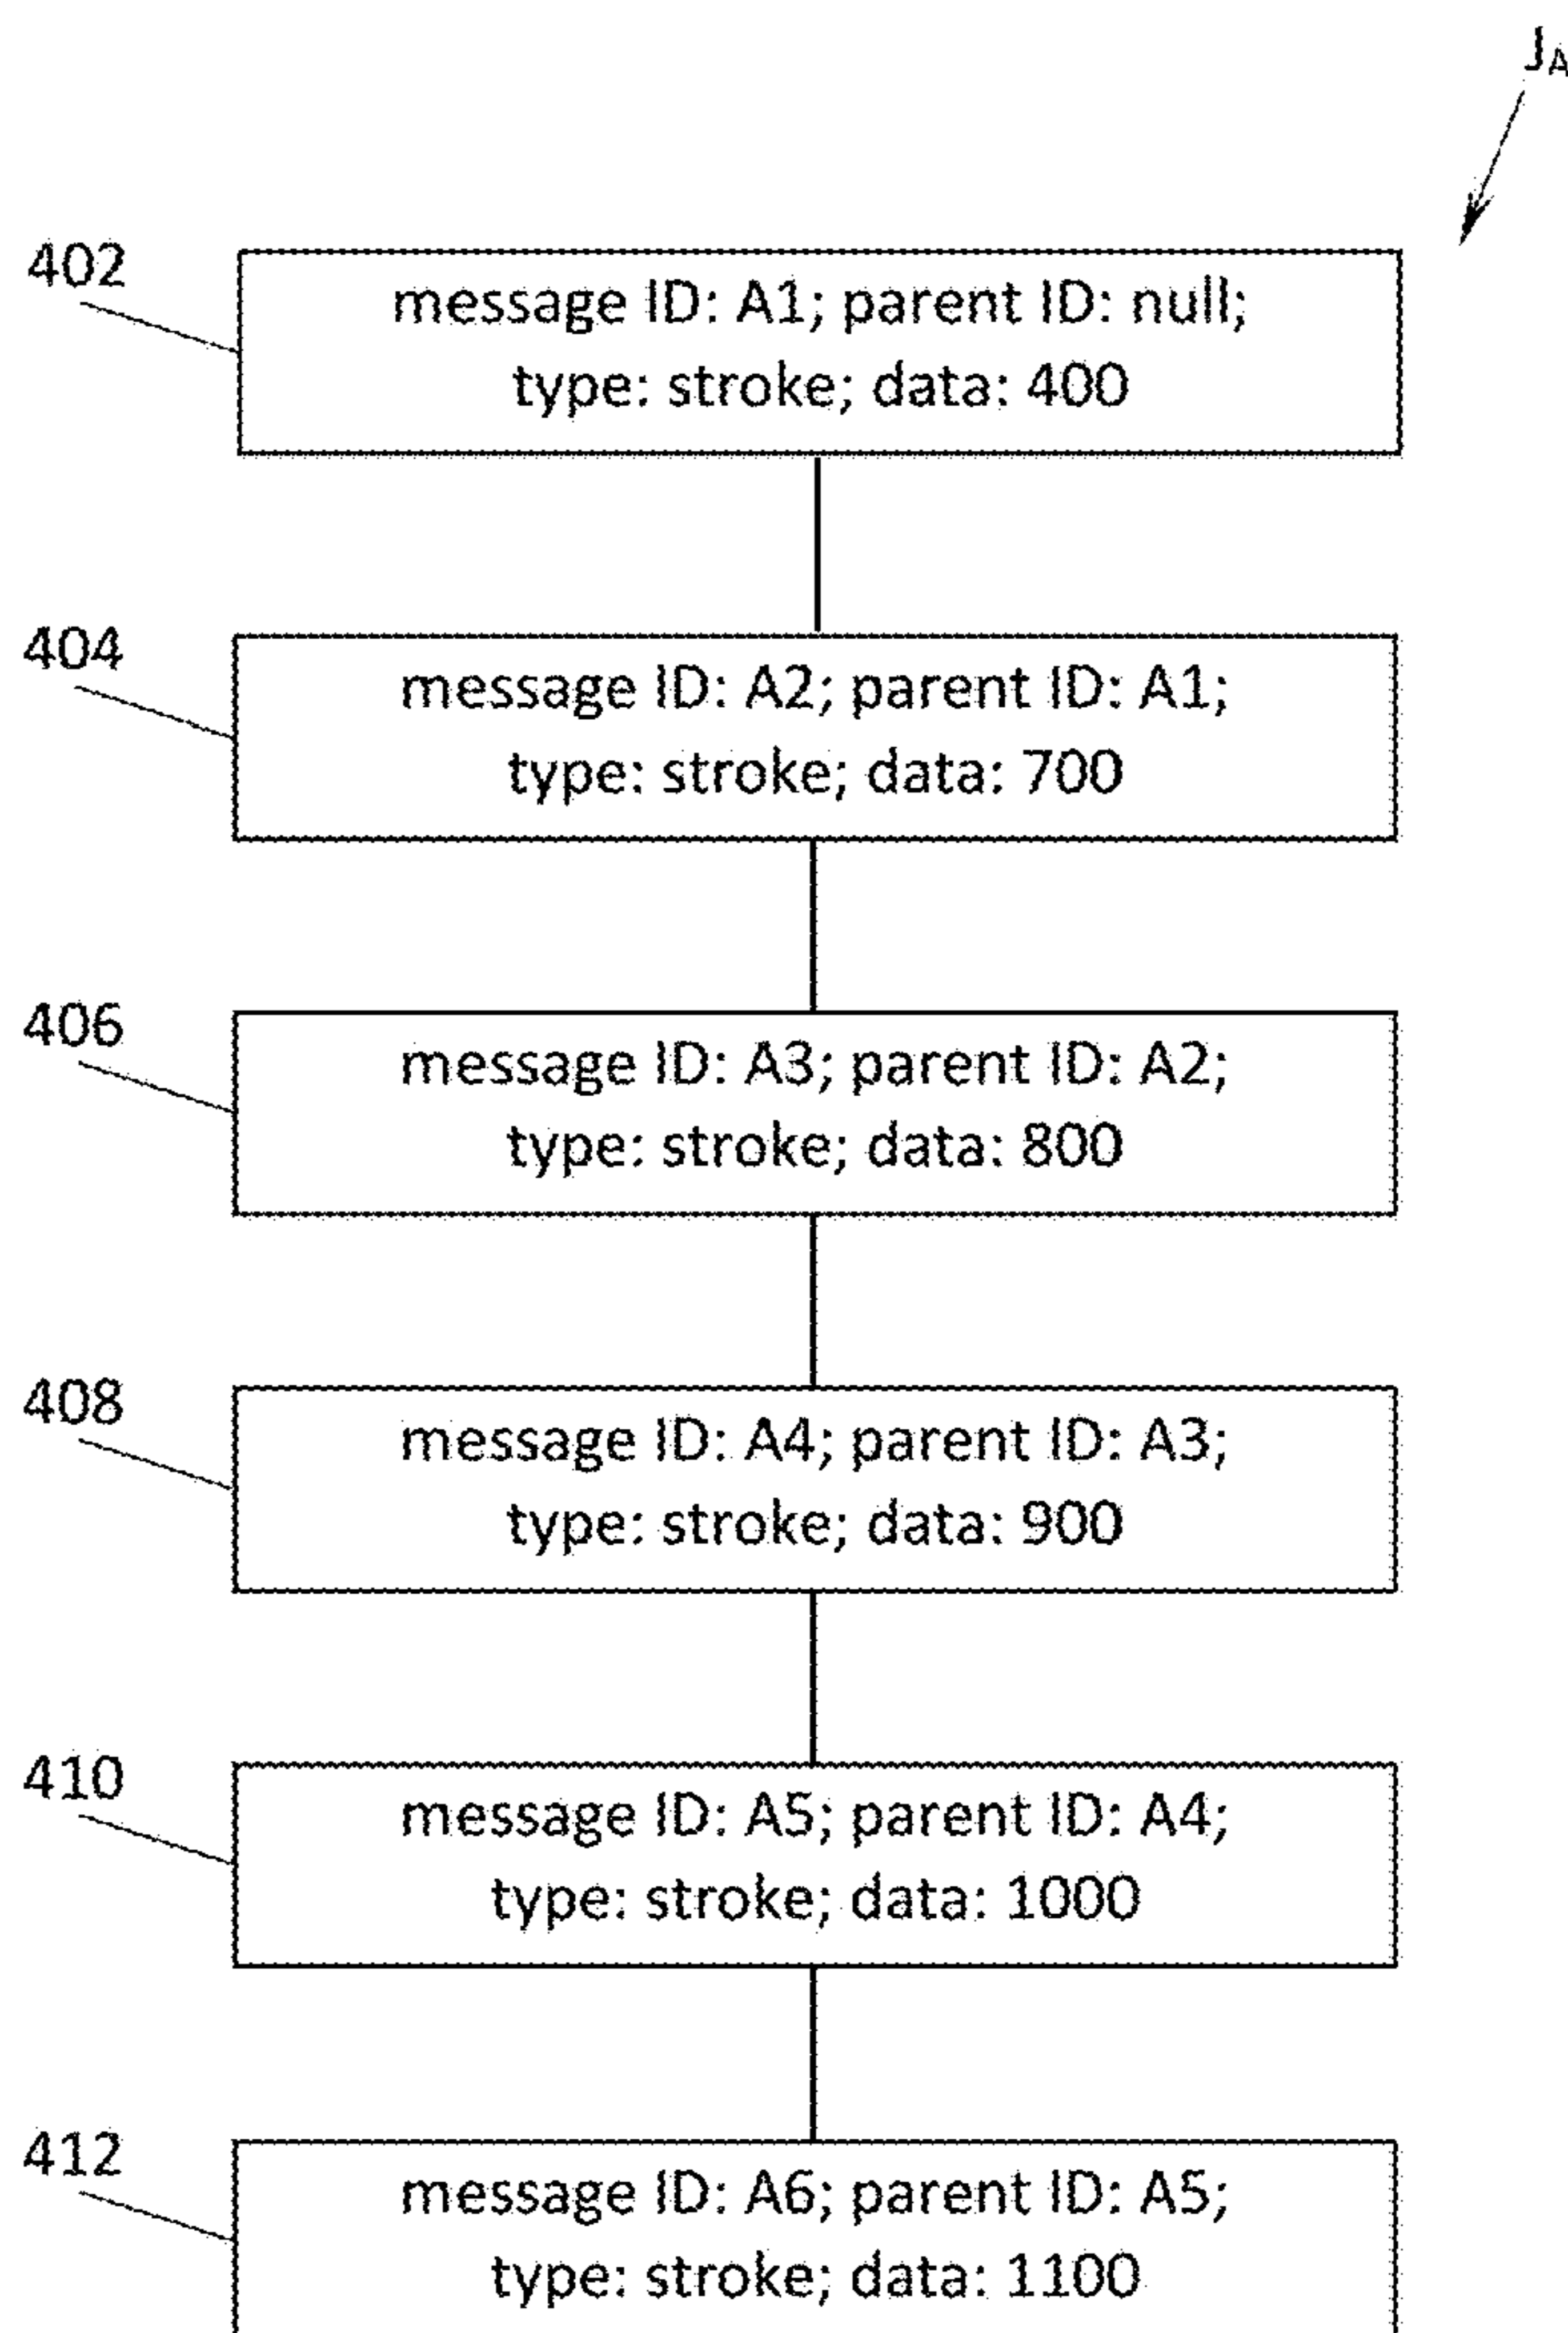 J_A
402
message ID: A1; parent ID: null;
type: stroke; data: 400
404
message ID: A2; parent ID: A1;
type: stroke; data: 700
406
message ID: A3; parent ID: A2;
type: stroke; data: 800
408
message ID: A4; parent ID: A3;
type: stroke; data: 900
410
message ID: A5; parent ID: A4;
type: stroke; data: 1000
412
message ID: A6; parent ID: A5;
type: stroke; data: 1100